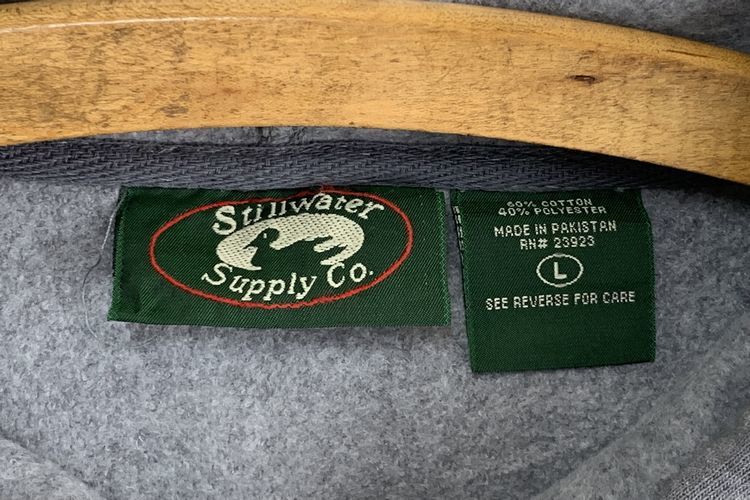 Stillwater
Supply Co.
60% COTTON
40% POLYESTER
MADE IN PAKISTAN
RN# 23923
L
SEE REVERSE FOR CARE